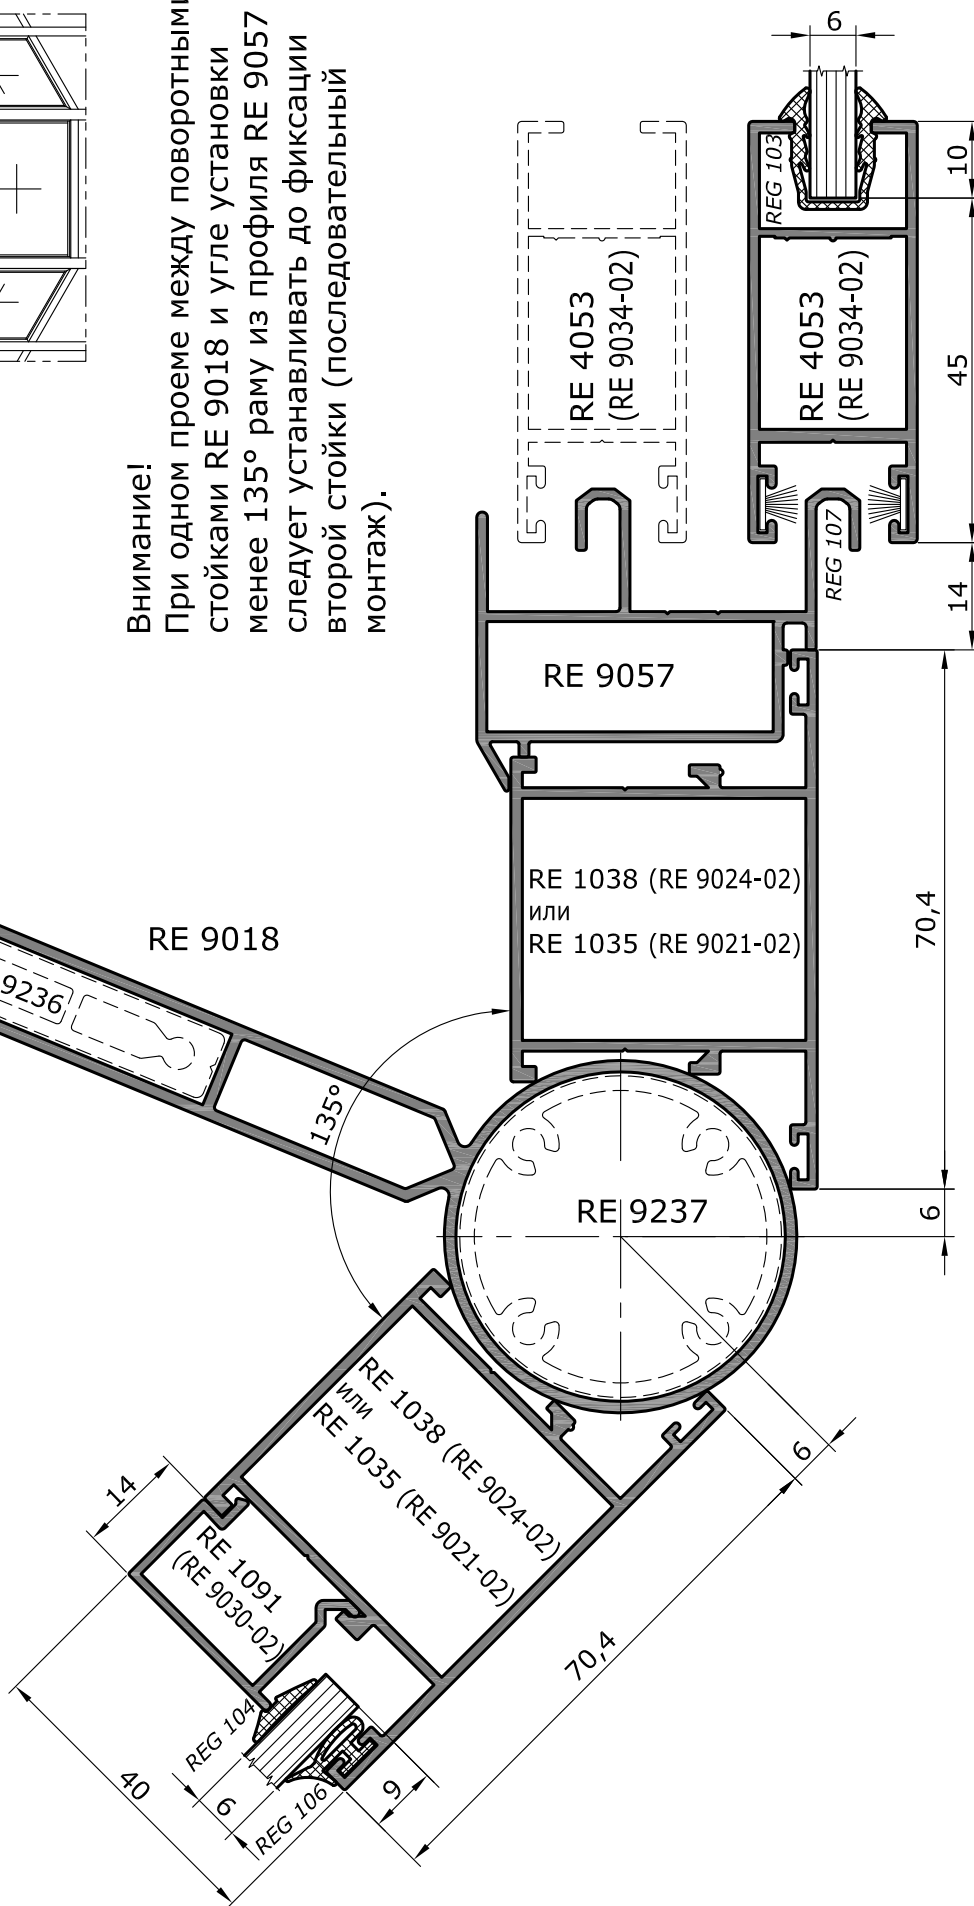 Внимание!
При одном проеме между поворотными
стойками RE 9018 и угле установки
менее 135° раму из профиля RE 9057
следует устанавливать до фиксации
второй стойки (последовательный
монтаж).
6
REG 103
10
RE 4053
(RE 9034-02)
RE 4053
(RE 9034-02)
45
REG 107
14
RE 9057
RE 1038 (RE 9024-02)
или
RE 1035 (RE 9021-02)
70,4
RE 9018
9236
135°
RE 9237
6
RE 1038 (RE 9024-02)
или
RE 1035 (RE 9021-02)
6
14
RE 1091
(RE 9030-02)
70,4
REG 104
40
6
REG 106
9